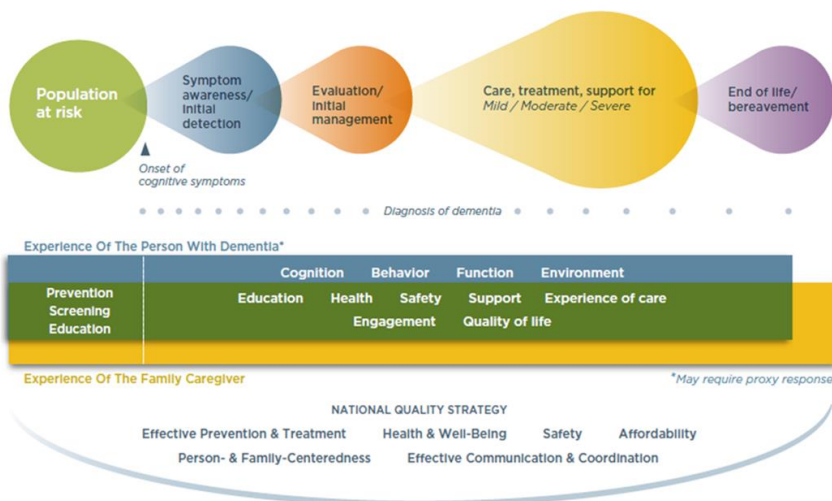 Population
at risk
Symptom
awareness/
Initial
detection
Evaluation/
Initial
management
Care, treatment, support for
Mild / Moderate / Severe
End of life/
bereavement
Onset of
cognitive symptoms
Diagnosis of dementia
Experience Of The Person With Dementia*
Prevention
Screening
Education
Cognition Behavior Function Environment
Education Health Safety Support Experience of care
Engagement Quality of life
Experience Of The Family Caregiver
*May require proxy response
NATIONAL QUALITY STRATEGY
Effective Prevention & Treatment Health & Well-Being Safety Affordability
Person- & Family-Centeredness Effective Communication & Coordination